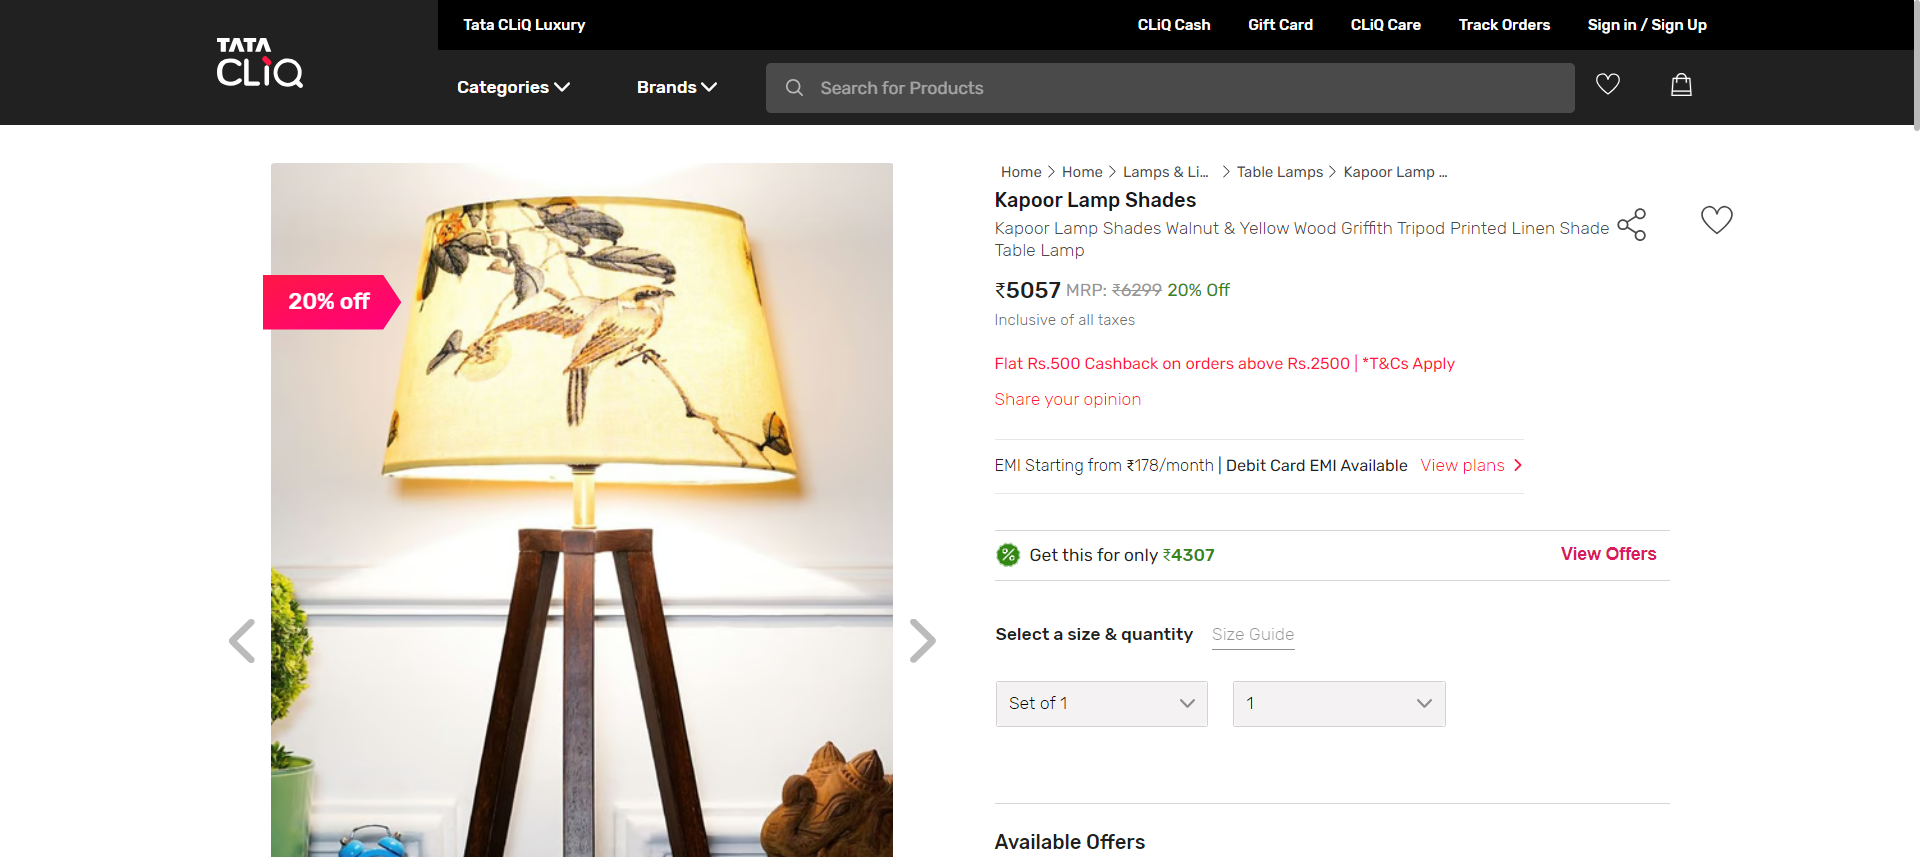 Tata CLiQ Luxury
CLiQ Cash
Gift Card
CLiQ Care
Track Orders
Sign in / Sign Up
TATA
CLiQ
Categories
Brands
Search for Products
Home > Home > Lamps & Li... > Table Lamps > Kapoor Lamp ...
Kapoor Lamp Shades
Kapoor Lamp Shades Walnut & Yellow Wood Griffith Tripod Printed Linen Shade
Table Lamp
20% off
₹5057 MRP: ₹6299 20% Off
Inclusive of all taxes
Flat Rs.500 Cashback on orders above Rs.2500 | *T&Cs Apply
Share your opinion
EMI Starting from ₹178/month | Debit Card EMI Available View plans
Get this for only ₹4307
View Offers
Select a size & quantity
Size Guide
Set of 1
1
Available Offers